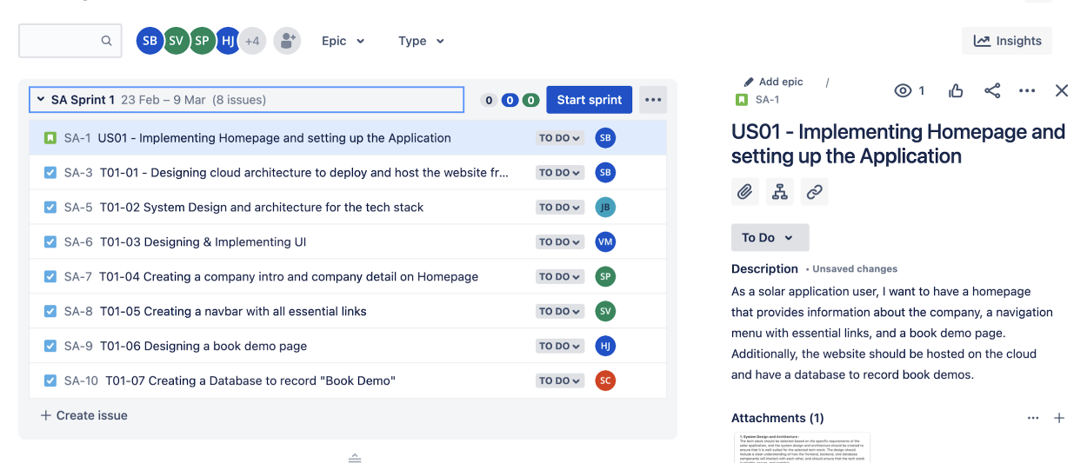 SB SV SP HJ +4 Epic Type Insights
SA Sprint 1 23 Feb – 9 Mar (8 issues) 0 0 0 Start sprint
SA-1 US01 - Implementing Homepage and setting up the Application TO DO SB
SA-3 T01-01 - Designing cloud architecture to deploy and host the website fr... TO DO SB
SA-5 T01-02 System Design and architecture for the tech stack TO DO JB
SA-6 T01-03 Designing & Implementing UI TO DO VM
SA-7 T01-04 Creating a company intro and company detail on Homepage TO DO SP
SA-8 T01-05 Creating a navbar with all essential links TO DO SV
SA-9 T01-06 Designing a book demo page TO DO HJ
SA-10 T01-07 Creating a Database to record "Book Demo" TO DO SC
+ Create issue
Add epic /
SA-1
1
US01 - Implementing Homepage and
setting up the Application
To Do
Description • Unsaved changes
As a solar application user, I want to have a homepage
that provides information about the company, a navigation
menu with essential links, and a book demo page.
Additionally, the website should be hosted on the cloud
and have a database to record book demos.
Attachments (1)
1. System Design and Architecture: